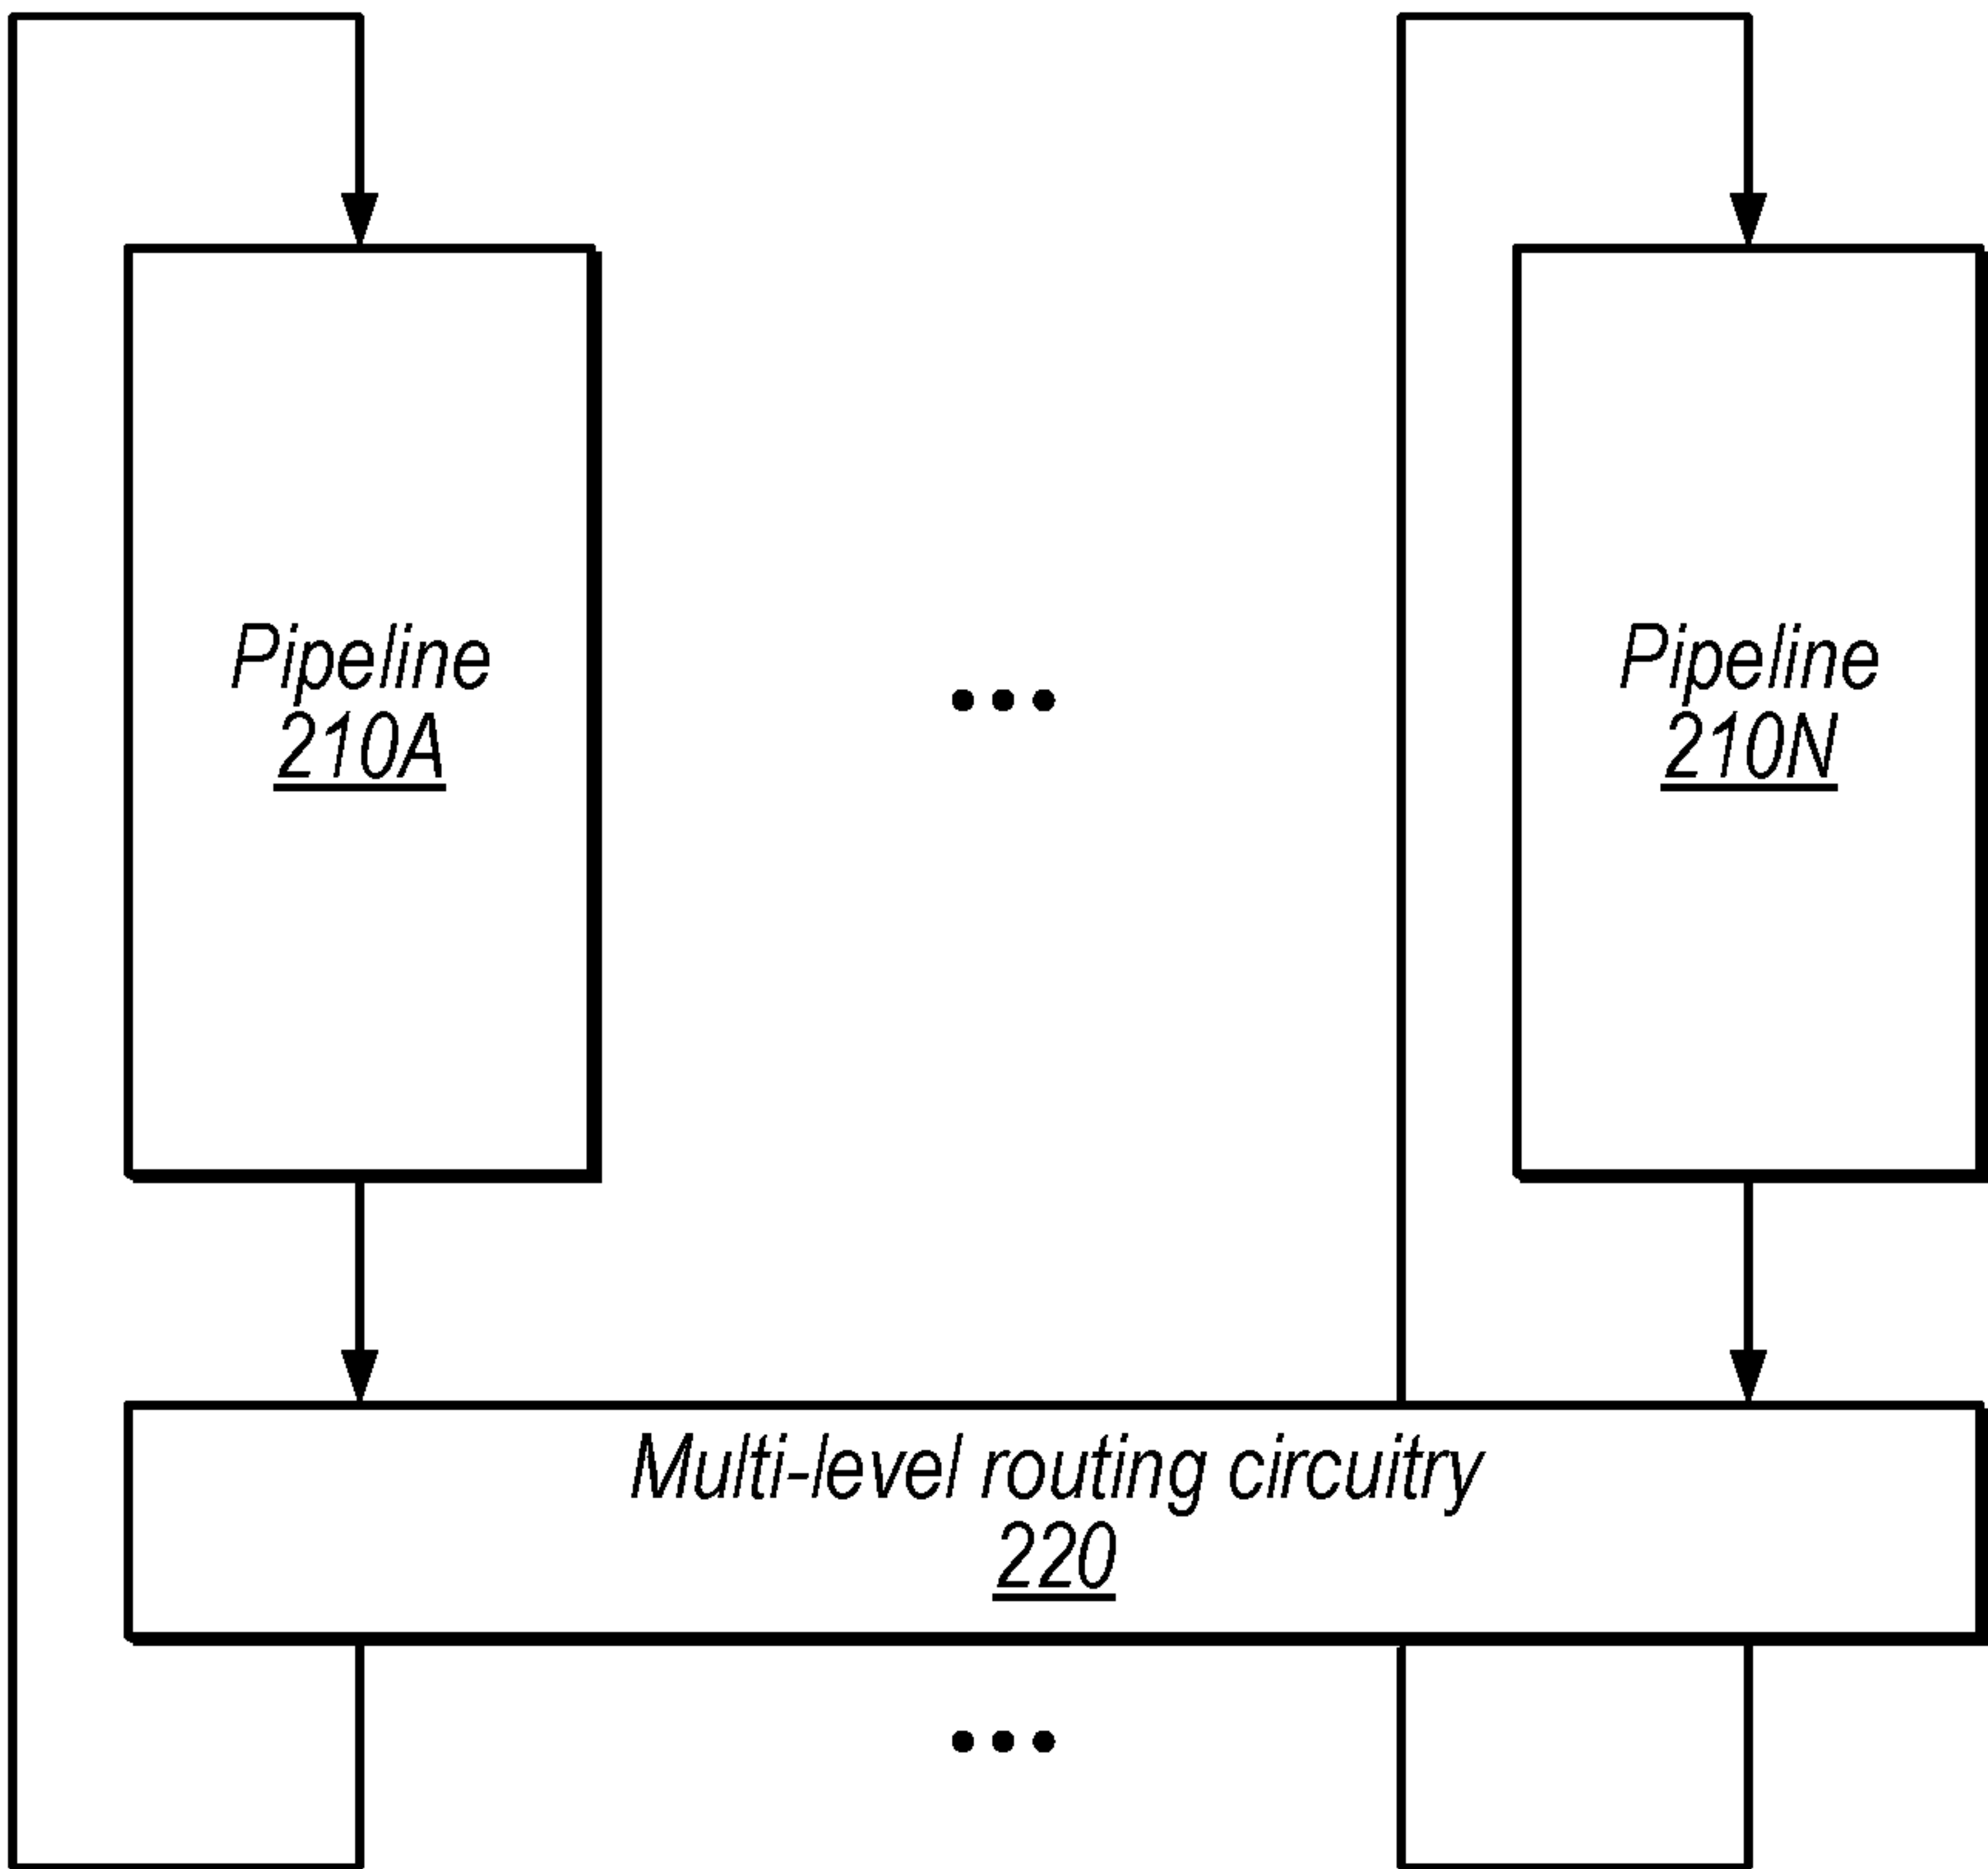 Pipeline
210A
Pipeline
210N
Multi-level routing circuitry
220